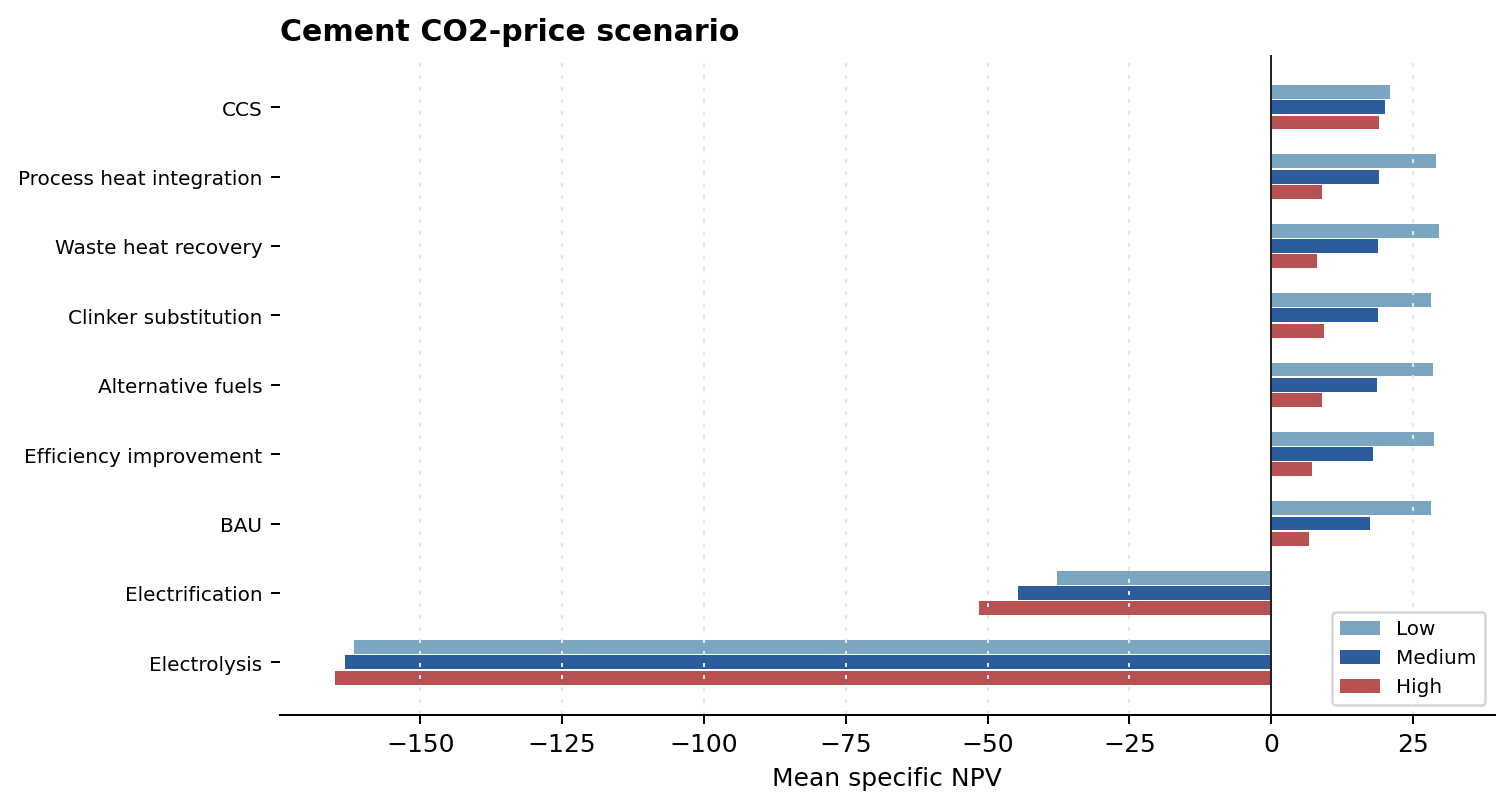 Cement CO2-price scenario
CCS
Process heat integration
Waste heat recovery
Clinker substitution
Alternative fuels
Efficiency improvement
BAU
Electrification
Electrolysis
Low
Medium
High
−150 −125 −100 −75 −50 −25 0 25
Mean specific NPV